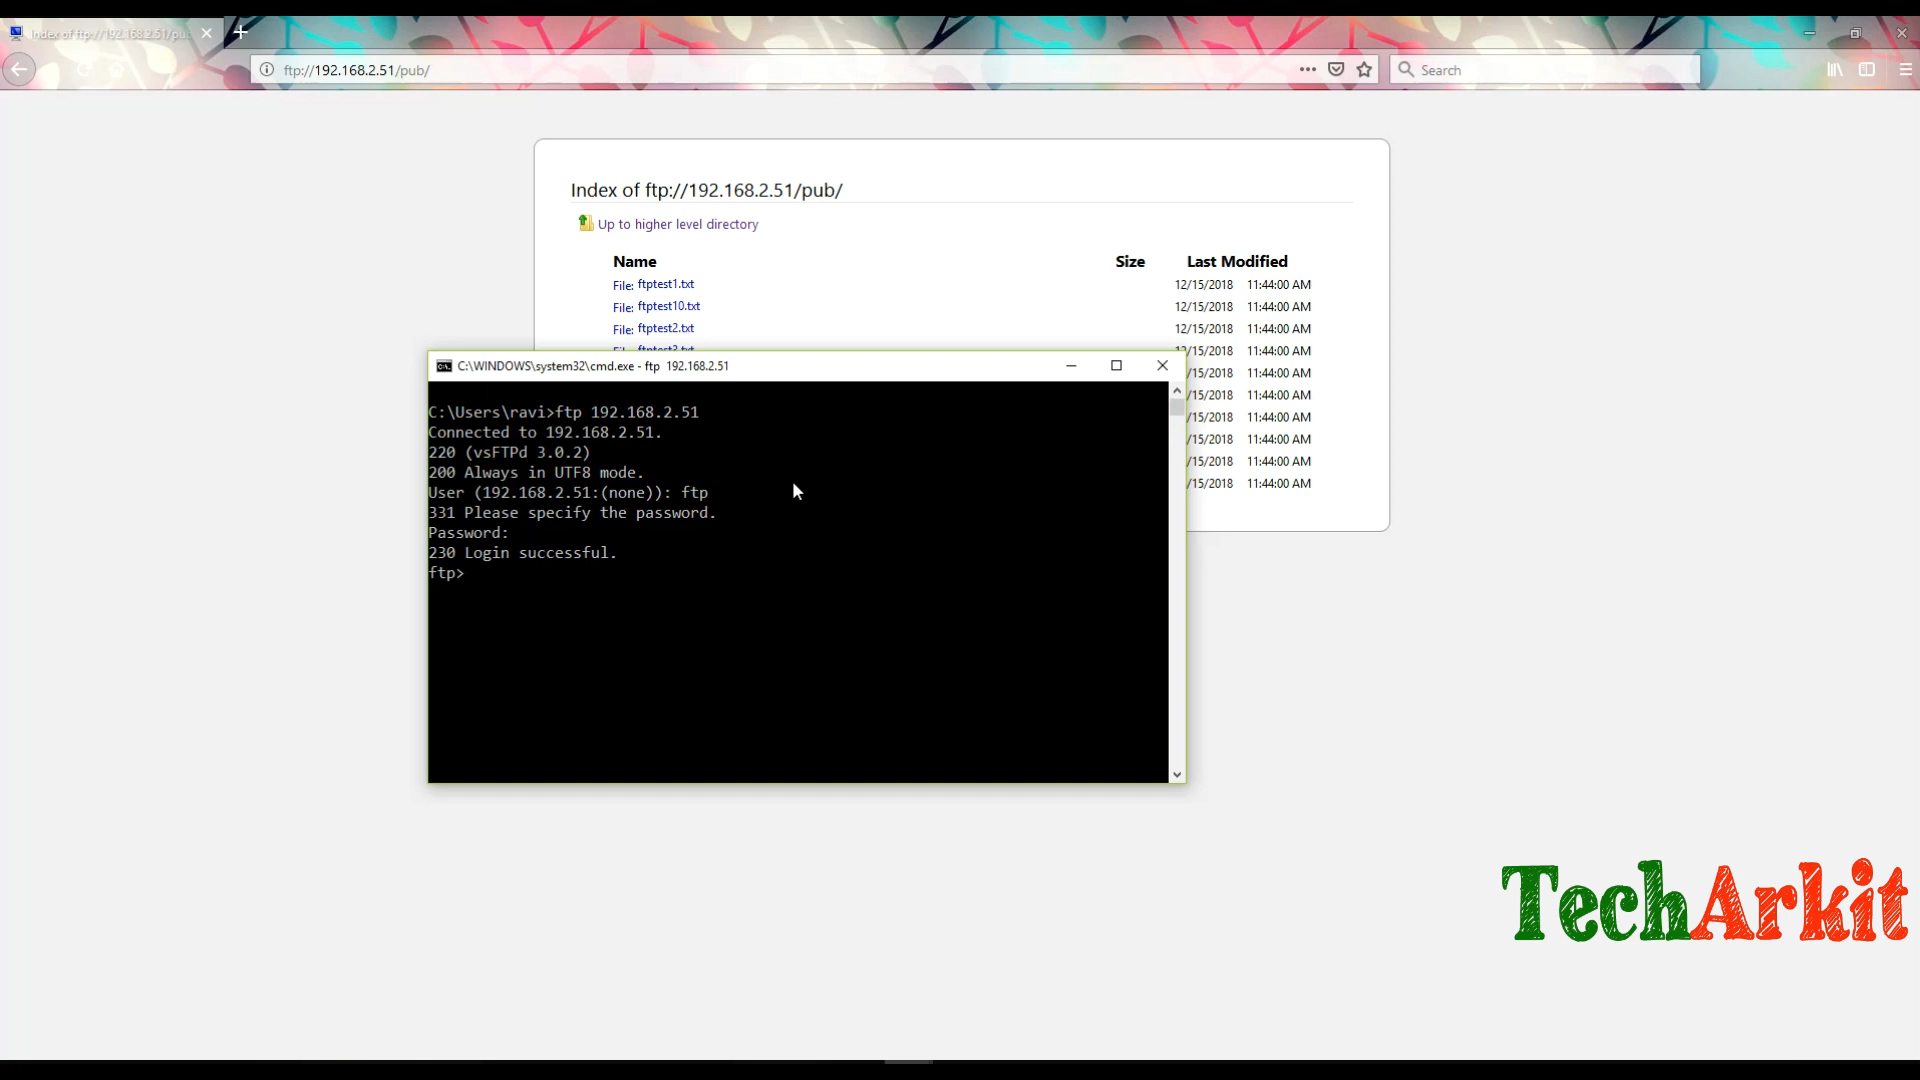 Index of ftp://192.168.2.51/pu...
ftp://192.168.2.51/pub/
Search
Index of ftp://192.168.2.51/pub/
Up to higher level directory
Name Size Last Modified
File: ftptest1.txt 12/15/2018 11:44:00 AM
File: ftptest10.txt 12/15/2018 11:44:00 AM
File: ftptest2.txt 12/15/2018 11:44:00 AM
/15/2018 11:44:00 AM
/15/2018 11:44:00 AM
/15/2018 11:44:00 AM
/15/2018 11:44:00 AM
/15/2018 11:44:00 AM
/15/2018 11:44:00 AM
/15/2018 11:44:00 AM
C:\WINDOWS\system32\cmd.exe - ftp 192.168.2.51
C:\Users\ravi>ftp 192.168.2.51
Connected to 192.168.2.51.
220 (vsFTPd 3.0.2)
200 Always in UTF8 mode.
User (192.168.2.51:(none)): ftp
331 Please specify the password.
Password:
230 Login successful.
ftp>
TechArkit